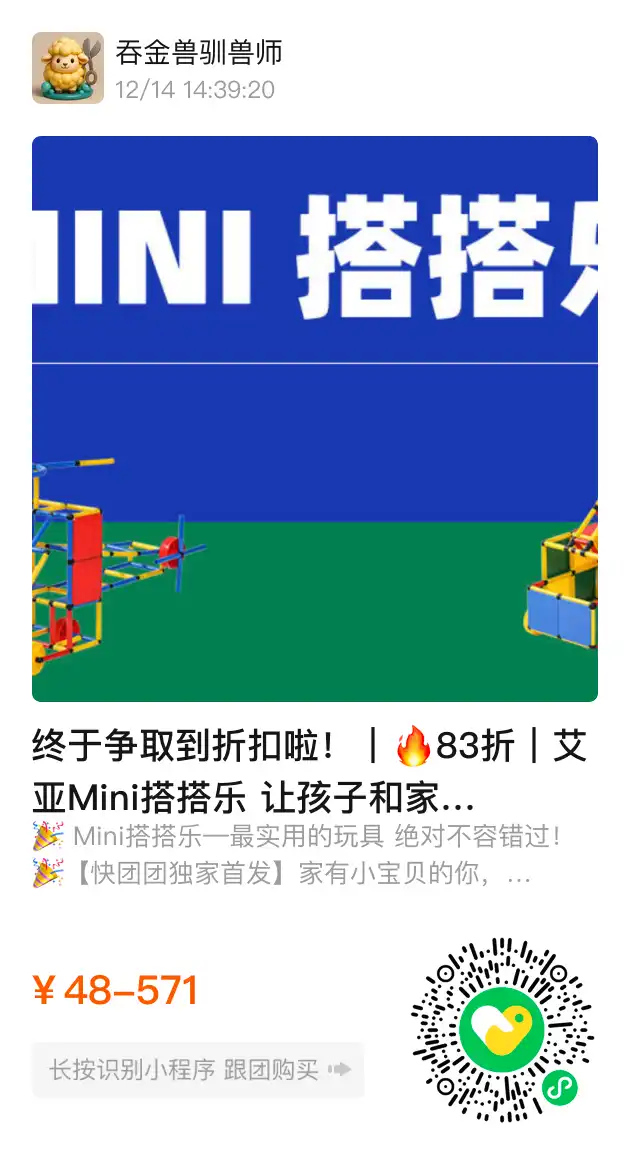 吞金兽驯兽师
12/14 14:39:20
MINI 搭搭乐
终于争取到折扣啦！｜🔥83折｜艾
亚Mini搭搭乐 让孩子和家...
🎉 Mini搭搭乐—最实用的玩具 绝对不容错过！
🎉【快团团独家首发】家有小宝贝的你，...
¥ 48-571
长按识别小程序 跟团购买